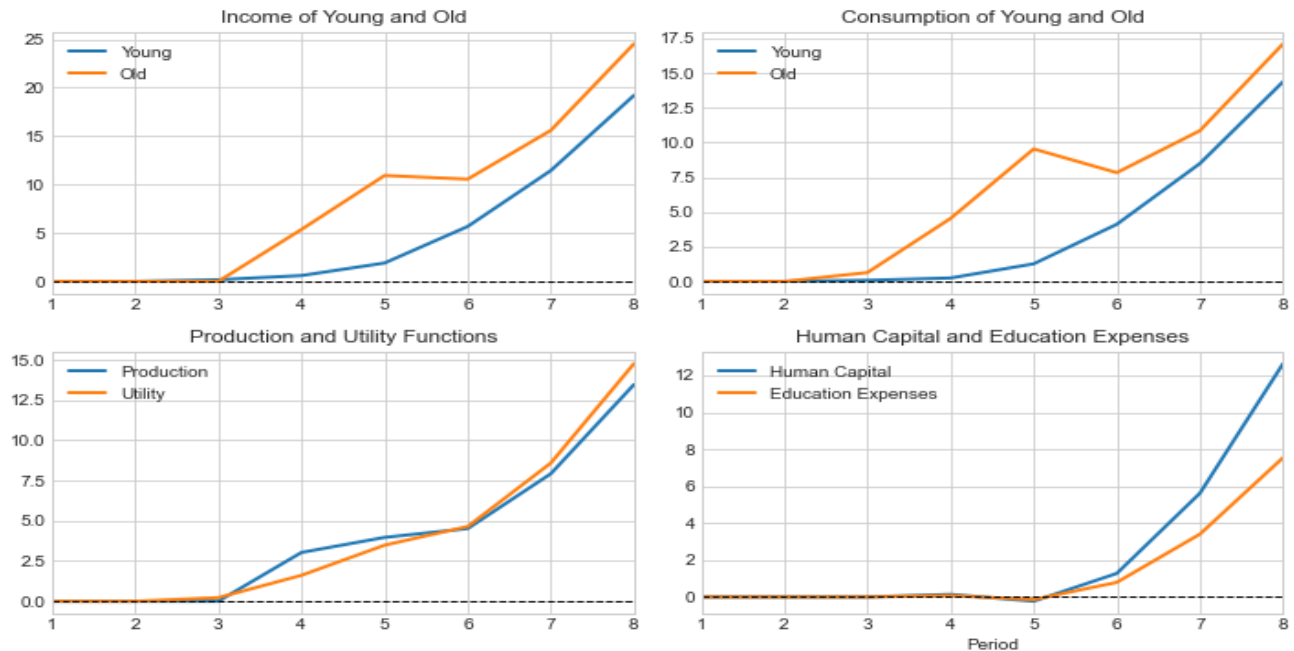 Income of Young and Old
Young
Old
25
20
15
10
5
0
1 2 3 4 5 6 7 8
Consumption of Young and Old
Young
Old
17.5
15.0
12.5
10.0
7.5
5.0
2.5
0.0
1 2 3 4 5 6 7 8
Production and Utility Functions
Production
Utility
15.0
12.5
10.0
7.5
5.0
2.5
0.0
1 2 3 4 5 6 7 8
Human Capital and Education Expenses
Human Capital
Education Expenses
12
10
8
6
4
2
0
1 2 3 4 5 6 7 8
Period